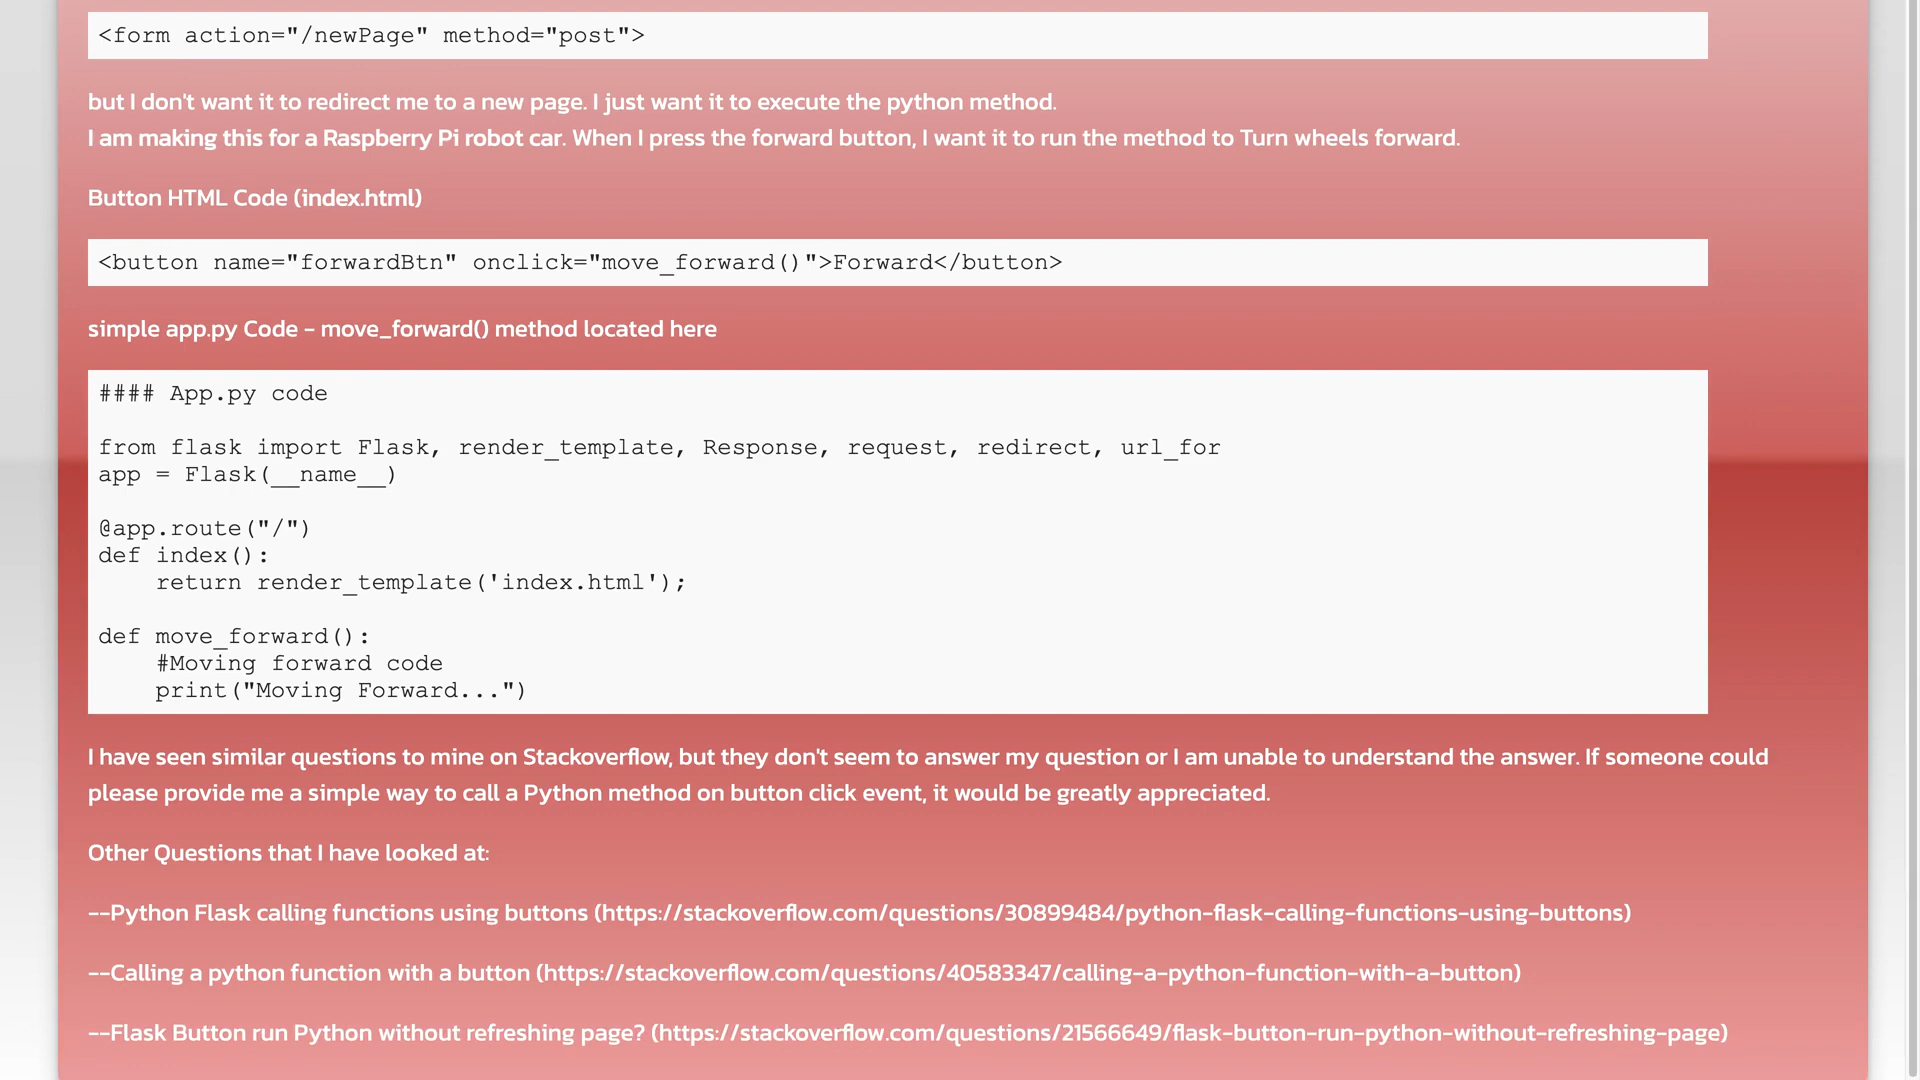 <form action="/newPage" method="post">
but I don't want it to redirect me to a new page. I just want it to execute the python method.
I am making this for a Raspberry Pi robot car. When I press the forward button, I want it to run the method to Turn wheels forward.
Button HTML Code (index.html)
<button name="forwardBtn" onclick="move_forward()">Forward</button>
simple app.py Code - move_forward() method located here
#### App.py code
from flask import Flask, render_template, Response, request, redirect, url_for
app = Flask(__name__)
@app.route("/")
def index():
    return render_template('index.html');
def move_forward():
    #Moving forward code
    print("Moving Forward...")
I have seen similar questions to mine on Stackoverflow, but they don't seem to answer my question or I am unable to understand the answer. If someone could
please provide me a simple way to call a Python method on button click event, it would be greatly appreciated.
Other Questions that I have looked at:
--Python Flask calling functions using buttons (https://stackoverflow.com/questions/30899484/python-flask-calling-functions-using-buttons)
--Calling a python function with a button (https://stackoverflow.com/questions/40583347/calling-a-python-function-with-a-button)
--Flask Button run Python without refreshing page? (https://stackoverflow.com/questions/21566649/flask-button-run-python-without-refreshing-page)